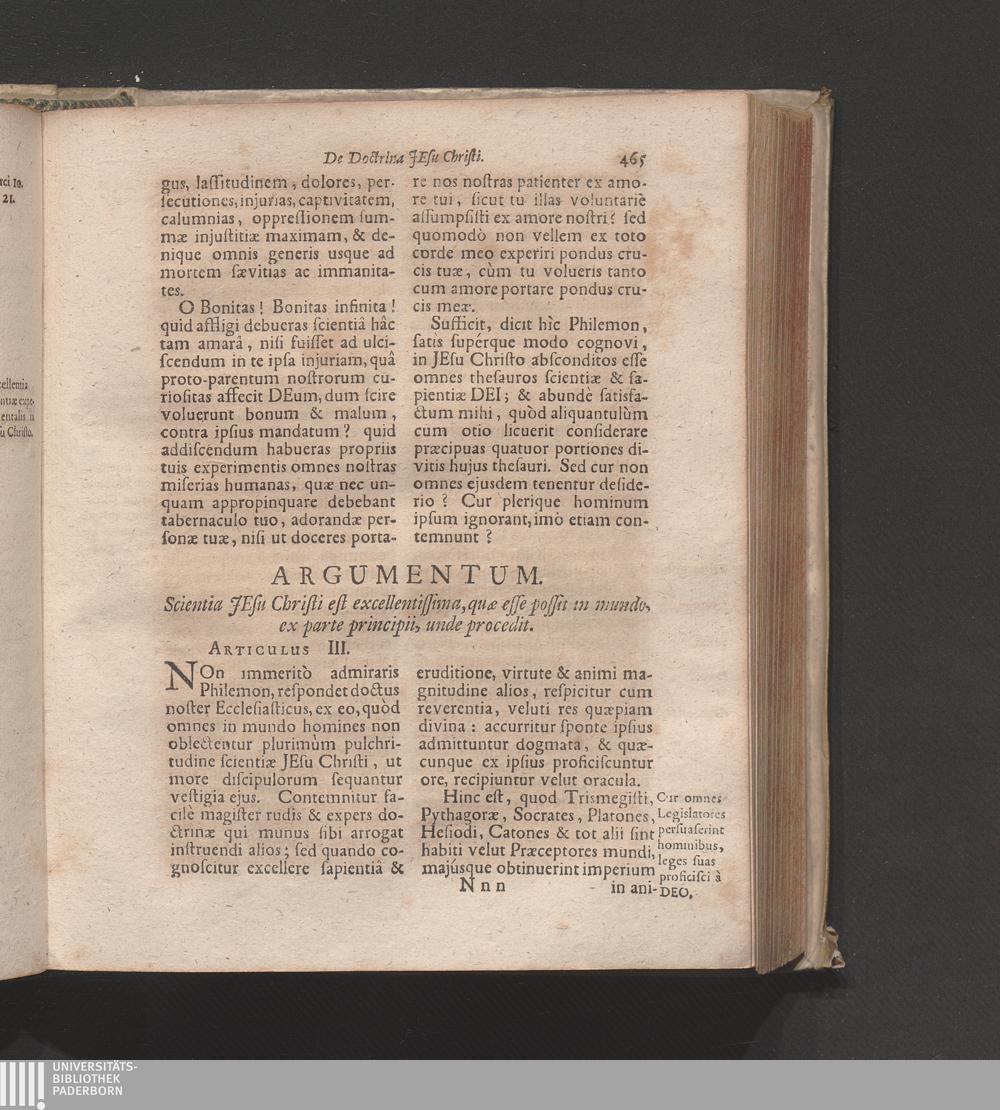 De Doctrina JEsu Christi. 465
gus, lassitudinem, dolores, per-
secutiones, injurias, captivitatem,
calumnias, oppressionem sum-
mæ injustitiæ maximam, & de-
nique omnis generis usque ad
mortem sævitias ac immanita-
tes.
O Bonitas! Bonitas infinita!
quid affligi debueras scientiâ hâc
tam amarâ, nisi fuisset ad ulci-
scendum in te ipsa injuriam, quâ
proto-parentum nostrorum cu-
riositas affecit DEum, dum scire
voluerunt bonum & malum,
contra ipsius mandatum? quid
addiscendum habueras propriis
tuis experimentis omnes nostras
miserias humanas, quæ nec un-
quam appropinquare debebant
tabernaculo tuo, adorandæ per-
sonæ tuæ, nisi ut doceres porta-
re nos nostras patienter ex amo-
re tui, sicut tu illas voluntariè
assumpsisti ex amore nostri? sed
quomodò non vellem ex toto
corde meo experiri pondus cru-
cis tuæ, cùm tu volueris tanto
cum amore portare pondus cru-
cis meæ.
Sufficit, dicit hìc Philemon,
satis supérque modo cognovi,
in JEsu Christo absconditos esse
omnes thesauros scientiæ & sa-
pientiæ DEI; & abundè satisfa-
ctum mihi, quòd aliquantulùm
cum otio licuerit considerare
præcipuas quatuor portiones di-
vitis hujus thesauri. Sed cur non
omnes ejusdem tenentur deside-
rio? Cur plerique hominum
ipsum ignorant, imò etiam con-
temnunt?
ARGUMENTUM.
Scientia JEsu Christi est excellentissima, quæ esse possit in mundo,
ex parte principii, unde procedit.
ARTICULUS III.
NOn immeritò admiraris
Philemon, respondet doctus
noster Ecclesiasticus, ex eo, quòd
omnes in mundo homines non
oblectentur plurimùm pulchri-
tudine scientiæ JEsu Christi, ut
more discipulorum sequantur
vestigia ejus. Contemnitur fa-
cilè magister rudis & expers do-
ctrinæ qui munus sibi arrogat
instruendi alios; sed quando co-
gnoscitur excellere sapientiâ &
eruditione, virtute & animi ma-
gnitudine alios, respicitur cum
reverentia, veluti res quæpiam
divina: accurritur sponte ipsius
admittuntur dogmata, & quæ-
cunque ex ipsius proficiscuntur
ore, recipiuntur velut oracula.
Hinc est, quod Trismegisti,
Pythagoræ, Socrates, Platones,
Hesiodi, Catones & tot alii sint
habiti velut Præceptores mundi,
majúsque obtinuerint imperium
Nnn in ani-
Cur omnes
Legislatores
persuaserint
hominibus,
leges suas
proficisci à
DEO.
21.
su Christo.
UNIVERSITÄTS-
BIBLIOTHEK
PADERBORN